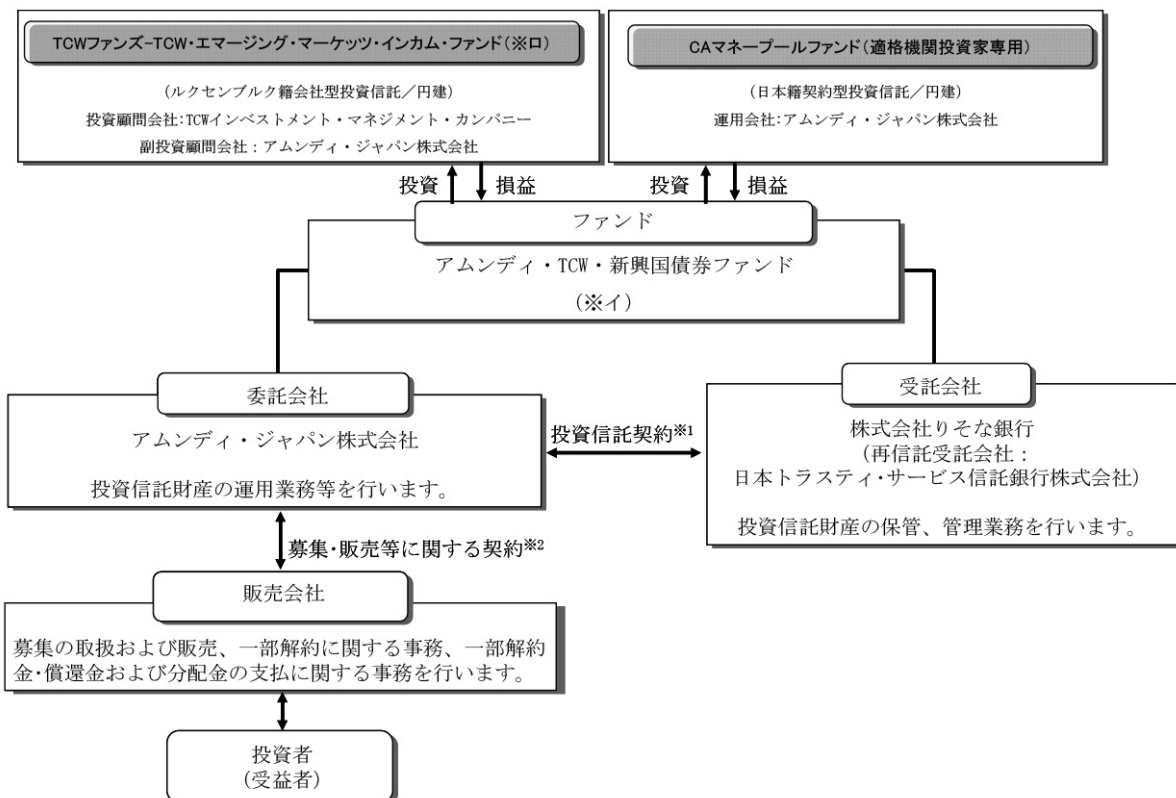 TCWファンズ-TCW・エマージング・マーケッツ・インカム・ファンド(※ロ)
(ルクセンブルク籍会社型投資信託／円建)
投資顧問会社:TCWインベストメント・マネジメント・カンパニー
副投資顧問会社：アムンディ・ジャパン株式会社
CAマネープールファンド(適格機関投資家専用)
(日本籍契約型投資信託／円建)
運用会社:アムンディ・ジャパン株式会社
投資
損益
投資
損益
ファンド
アムンディ・TCW・新興国債券ファンド
(※イ)
委託会社
アムンディ・ジャパン株式会社
投資信託財産の運用業務等を行います。
投資信託契約※1
受託会社
株式会社りそな銀行
(再信託受託会社：
日本トラスティ・サービス信託銀行株式会社)
投資信託財産の保管、管理業務を行います。
募集・販売等に関する契約※2
販売会社
募集の取扱および販売、一部解約に関する事務、一部解約
金・償還金および分配金の支払に関する事務を行います。
投資者
(受益者)